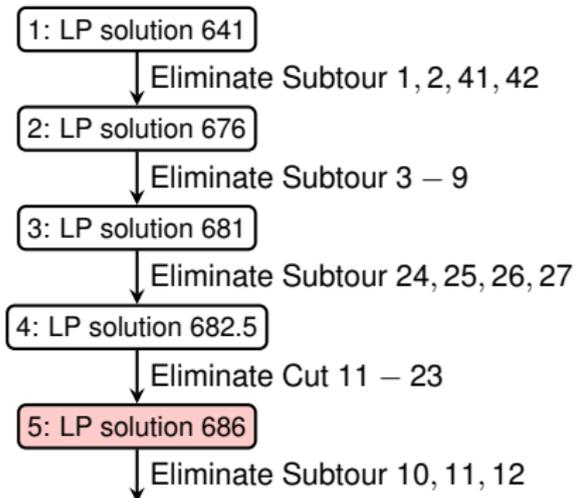 1: LP solution 641
Eliminate Subtour 1, 2, 41, 42
2: LP solution 676
Eliminate Subtour 3 – 9
3: LP solution 681
Eliminate Subtour 24, 25, 26, 27
4: LP solution 682.5
Eliminate Cut 11 – 23
5: LP solution 686
Eliminate Subtour 10, 11, 12